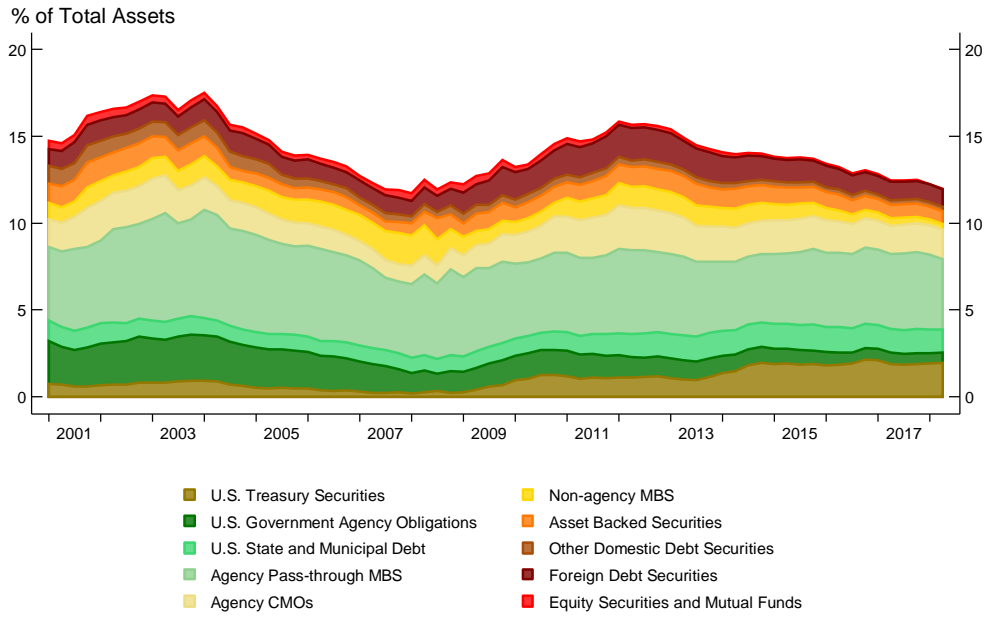 % of Total Assets
20 20
15 15
10 10
5 5
0 0
2001 2003 2005 2007 2009 2011 2013 2015 2017
U.S. Treasury Securities Non-agency MBS
U.S. Government Agency Obligations Asset Backed Securities
U.S. State and Municipal Debt Other Domestic Debt Securities
Agency Pass-through MBS Foreign Debt Securities
Agency CMOs Equity Securities and Mutual Funds